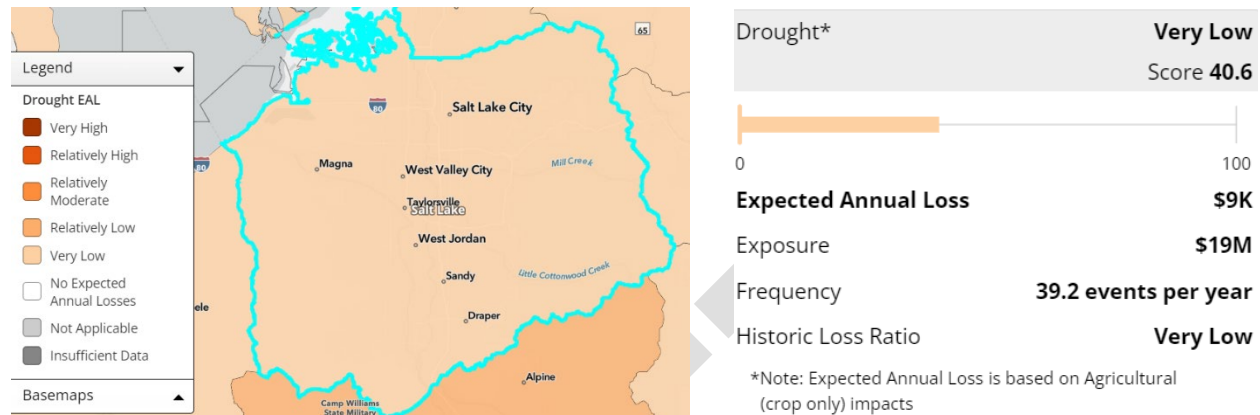 Legend
Drought EAL
Very High
Relatively High
Relatively
Moderate
Relatively Low
Very Low
No Expected
Annual Losses
Not Applicable
Insufficient Data
Basemaps
65
80
Salt Lake City
80
Magna
Mill Creek
West Valley City
Taylorsville
Salt Lake
West Jordan
Sandy
Little Cottonwood Creek
ele
Draper
Alpine
Camp Williams
State Military
Drought* Very Low
Score 40.6
0 100
Expected Annual Loss $9K
Exposure $19M
Frequency 39.2 events per year
Historic Loss Ratio Very Low
*Note: Expected Annual Loss is based on Agricultural
(crop only) impacts